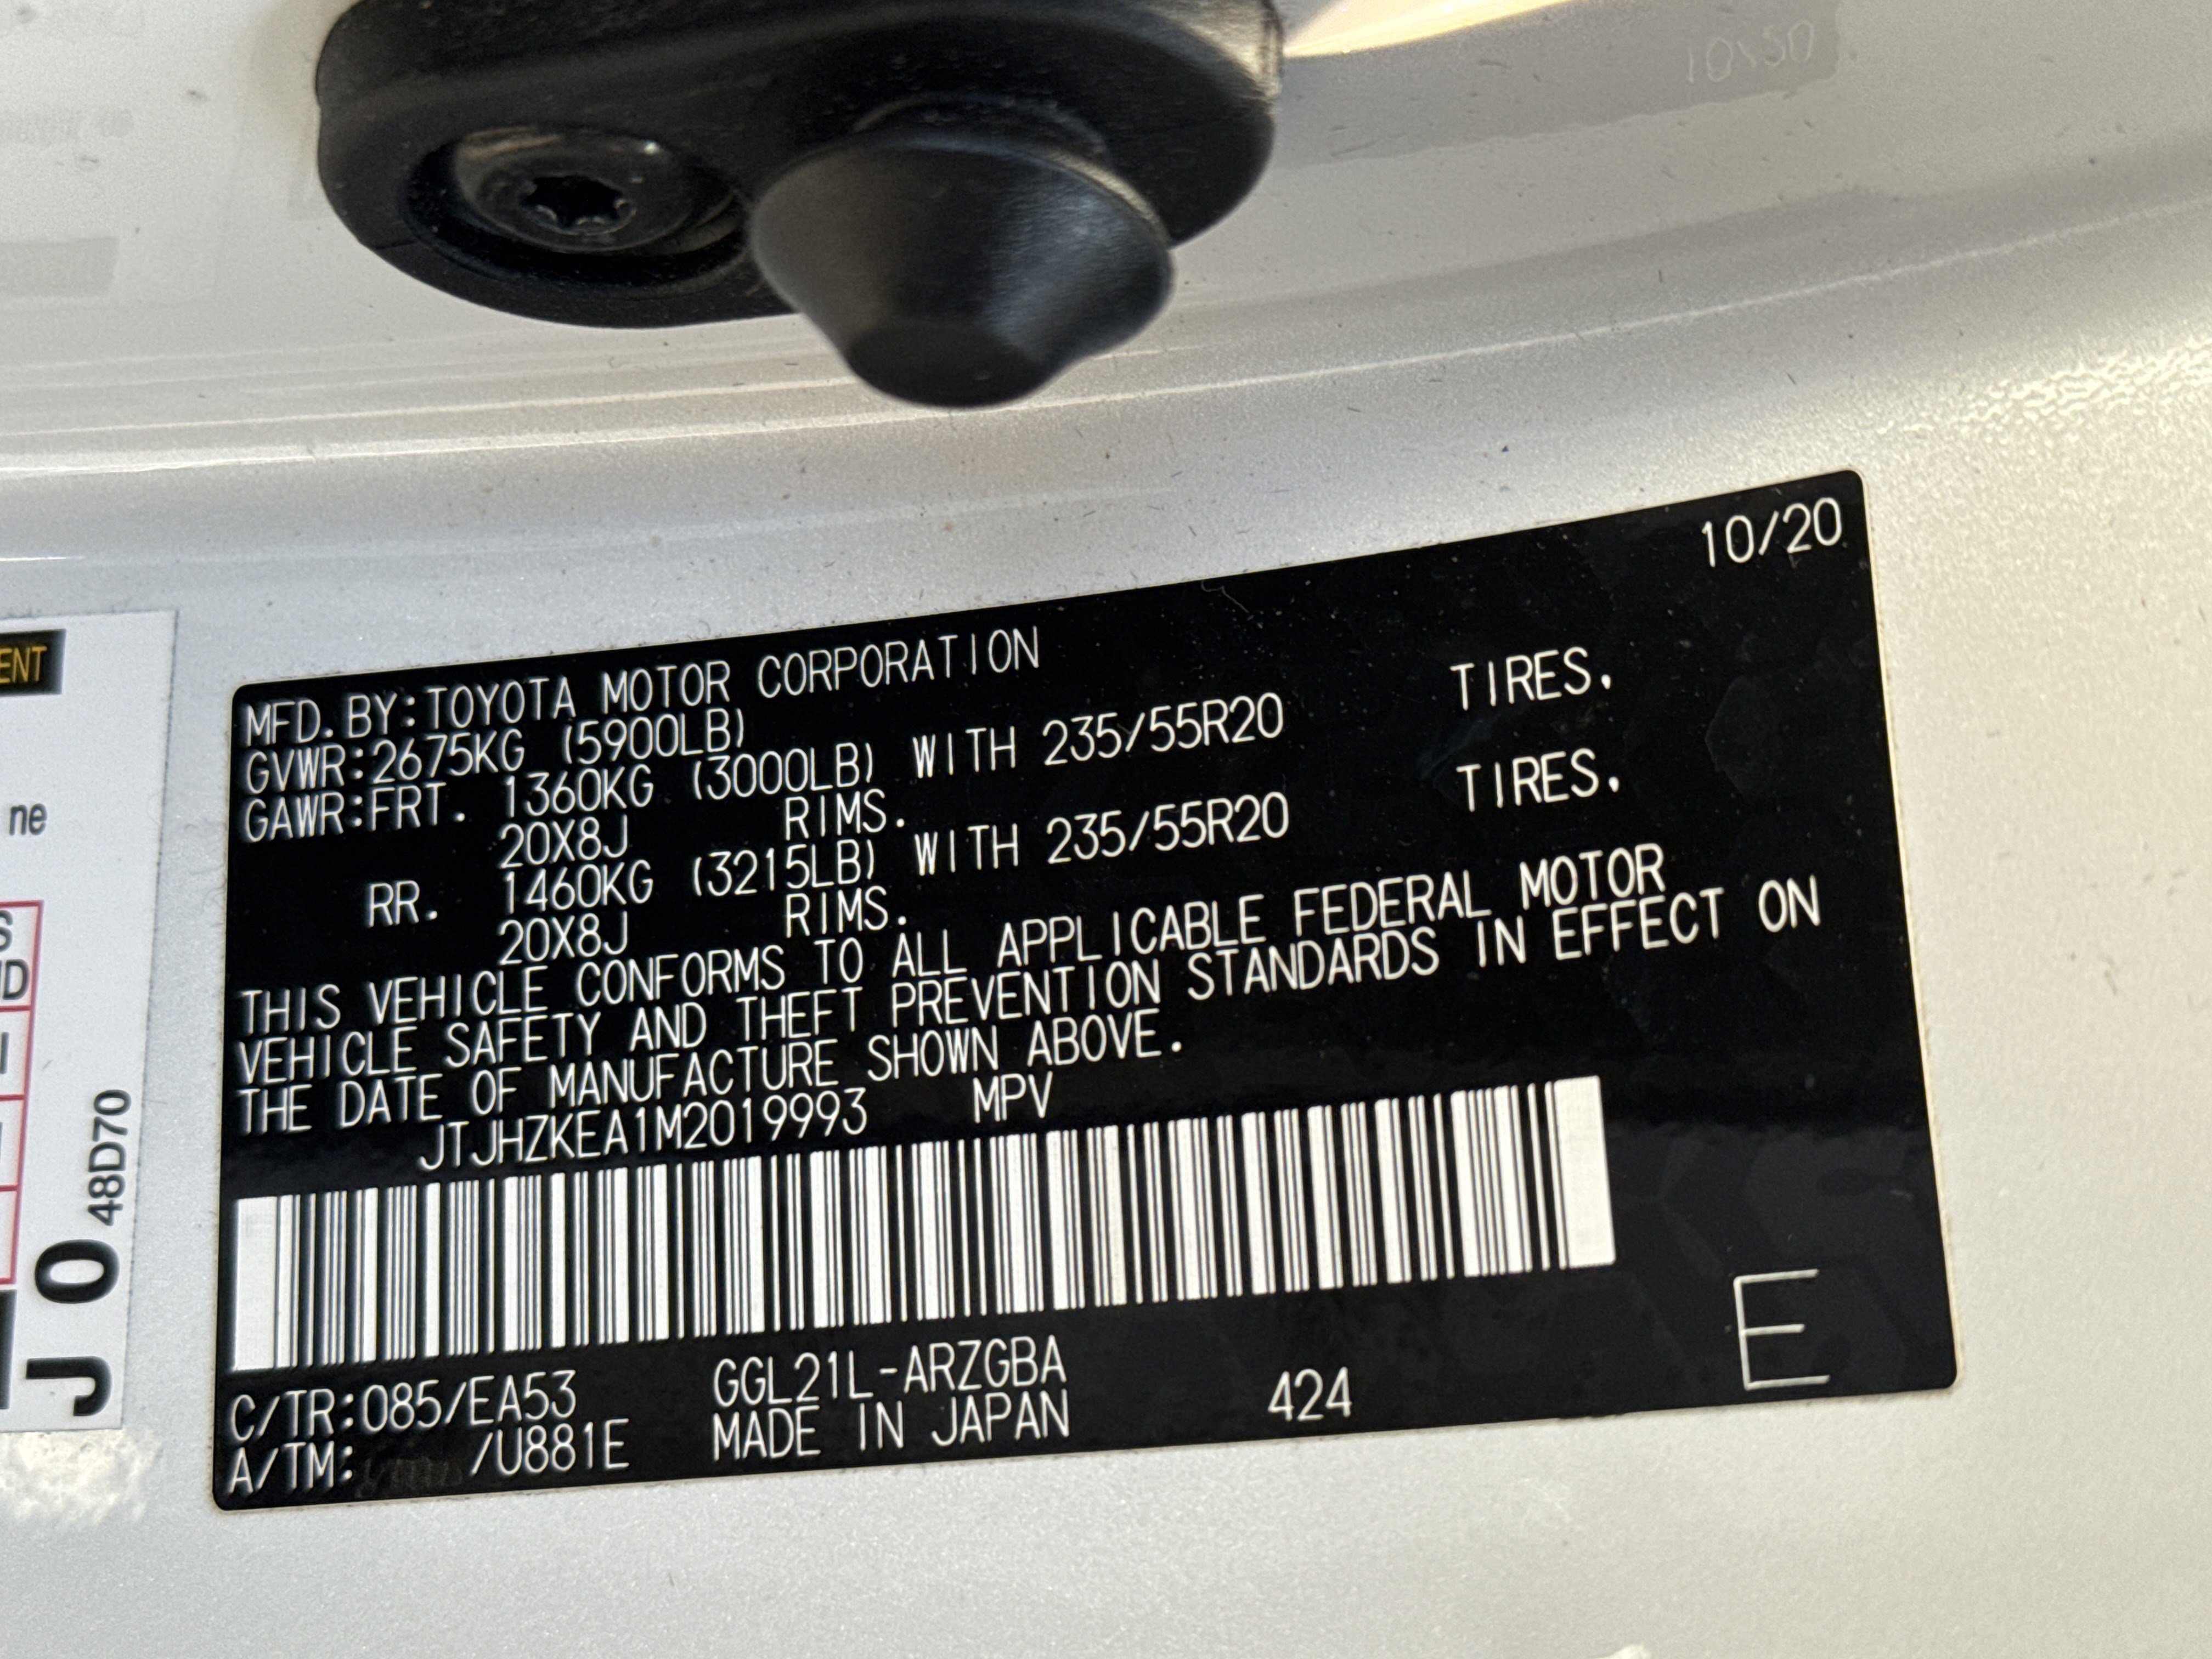 10/20
MFD.BY:TOYOTA MOTOR CORPORATION
GVWR:2675KG (5900LB)
GAWR:FRT. 1360KG (3000LB) WITH 235/55R20 TIRES.
20X8J RIMS.
RR. 1460KG (3215LB) WITH 235/55R20 TIRES.
20X8J RIMS.
THIS VEHICLE CONFORMS TO ALL APPLICABLE FEDERAL MOTOR
VEHICLE SAFETY AND THEFT PREVENTION STANDARDS IN EFFECT ON
THE DATE OF MANUFACTURE SHOWN ABOVE.
JTJHZKEA1M2019993 MPV
C/TR:085/EA53 GGL21L-ARZGBA
A/TM: /U881E MADE IN JAPAN 424
E
ENT
ne
J0 48D70